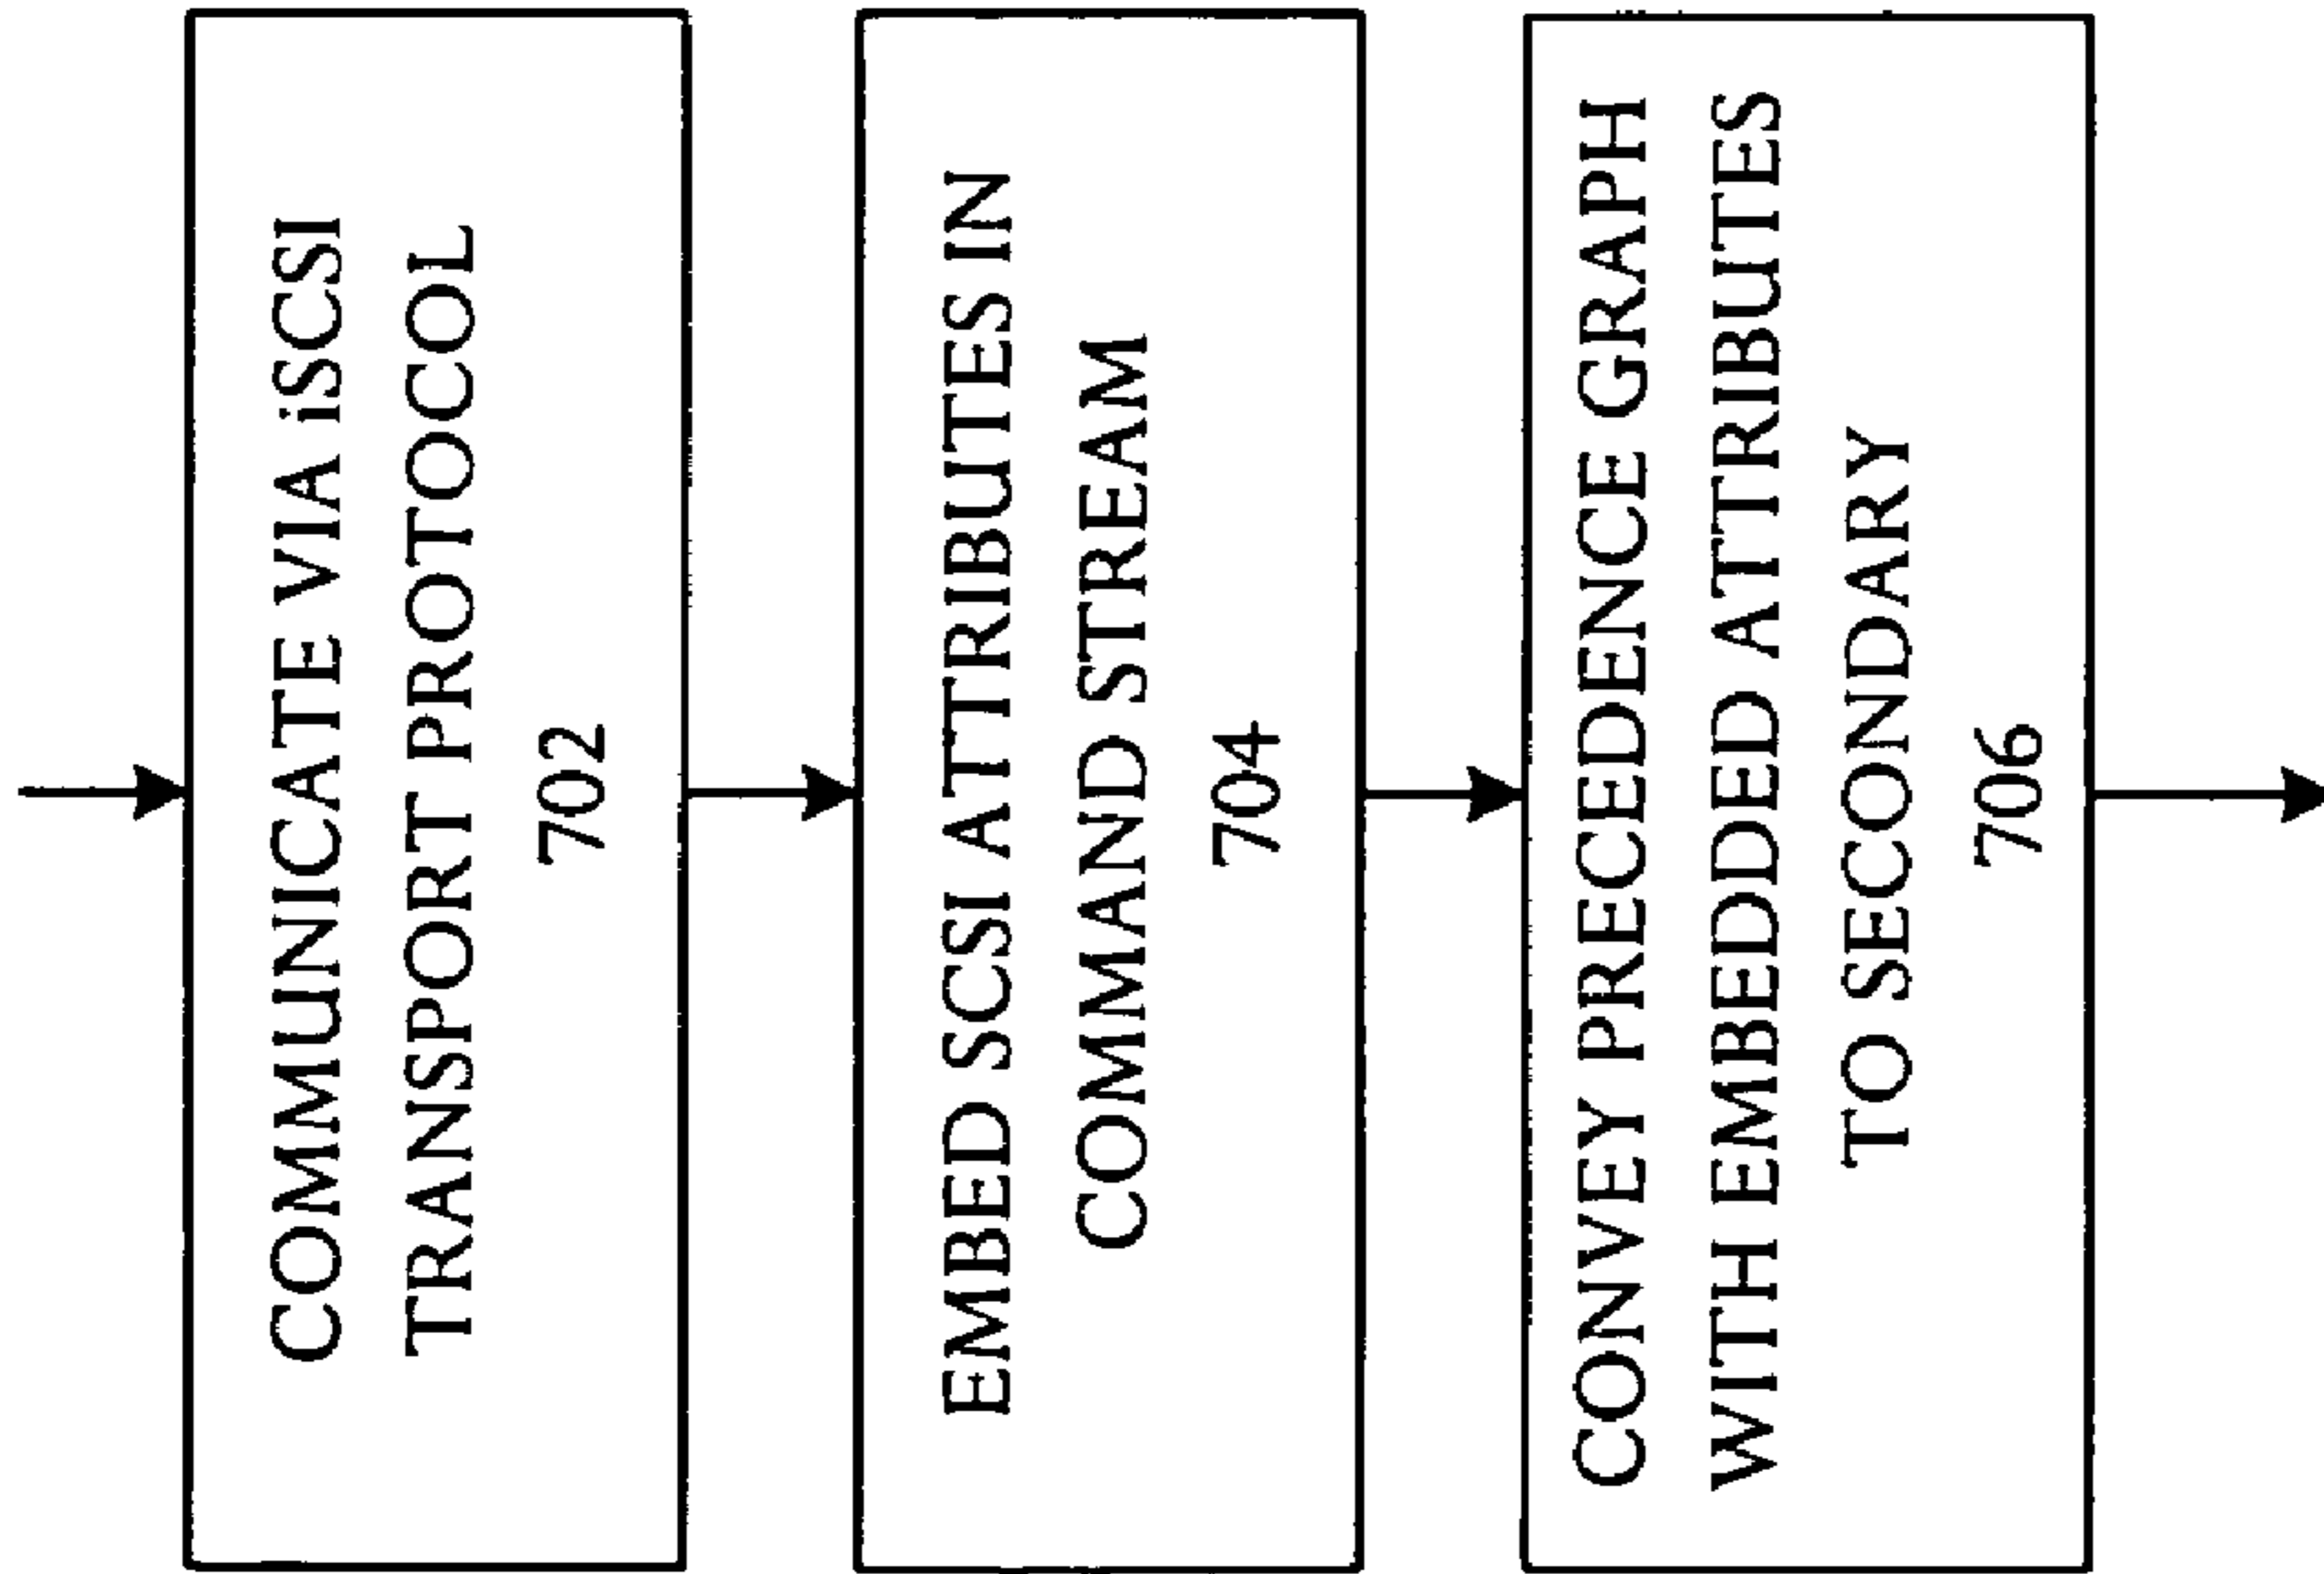 COMMUNICATE VIA iSCSI
TRANSPORT PROTOCOL
702
EMBED SCSI ATTRIBUTES IN
COMMAND STREAM
704
CONVEY PRECEDENCE GRAPH
WITH EMBEDDED ATTRIBUTES
TO SECONDARY
706